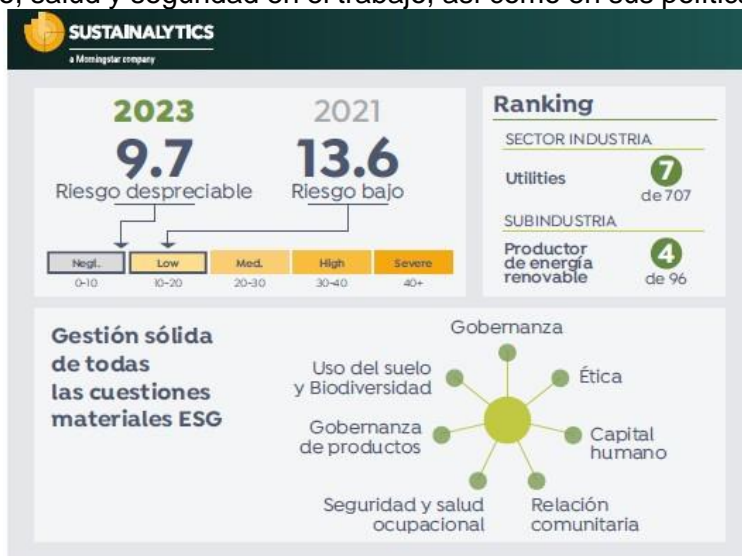 o, salud y seguridad en el trabajo, así como en sus política
SUSTAINALYTICS
a Morningstar company
2023
9.7
Riesgo despreciable
2021
13.6
Riesgo bajo
Negl.
Low
Med.
High
Severe
0-10
10-20
20-30
30-40
40+
Ranking
SECTOR INDUSTRIA
Utilities
7
de 707
SUBINDUSTRIA
Productor
de energía
renovable
4
de 96
Gestión sólida
de todas
las cuestiones
materiales ESG
Gobernanza
Ética
Capital
humano
Relación
comunitaria
Seguridad y salud
ocupacional
Gobernanza
de productos
Uso del suelo
y Biodiversidad